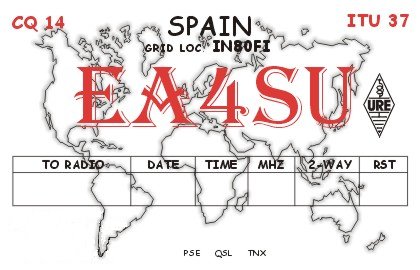 CQ 14 SPAIN ITU 37
GRID LOC. IN80FI
EA4SU
URE
TO RADIO DATE TIME MHZ 2-WAY RST
PSE QSL TNX